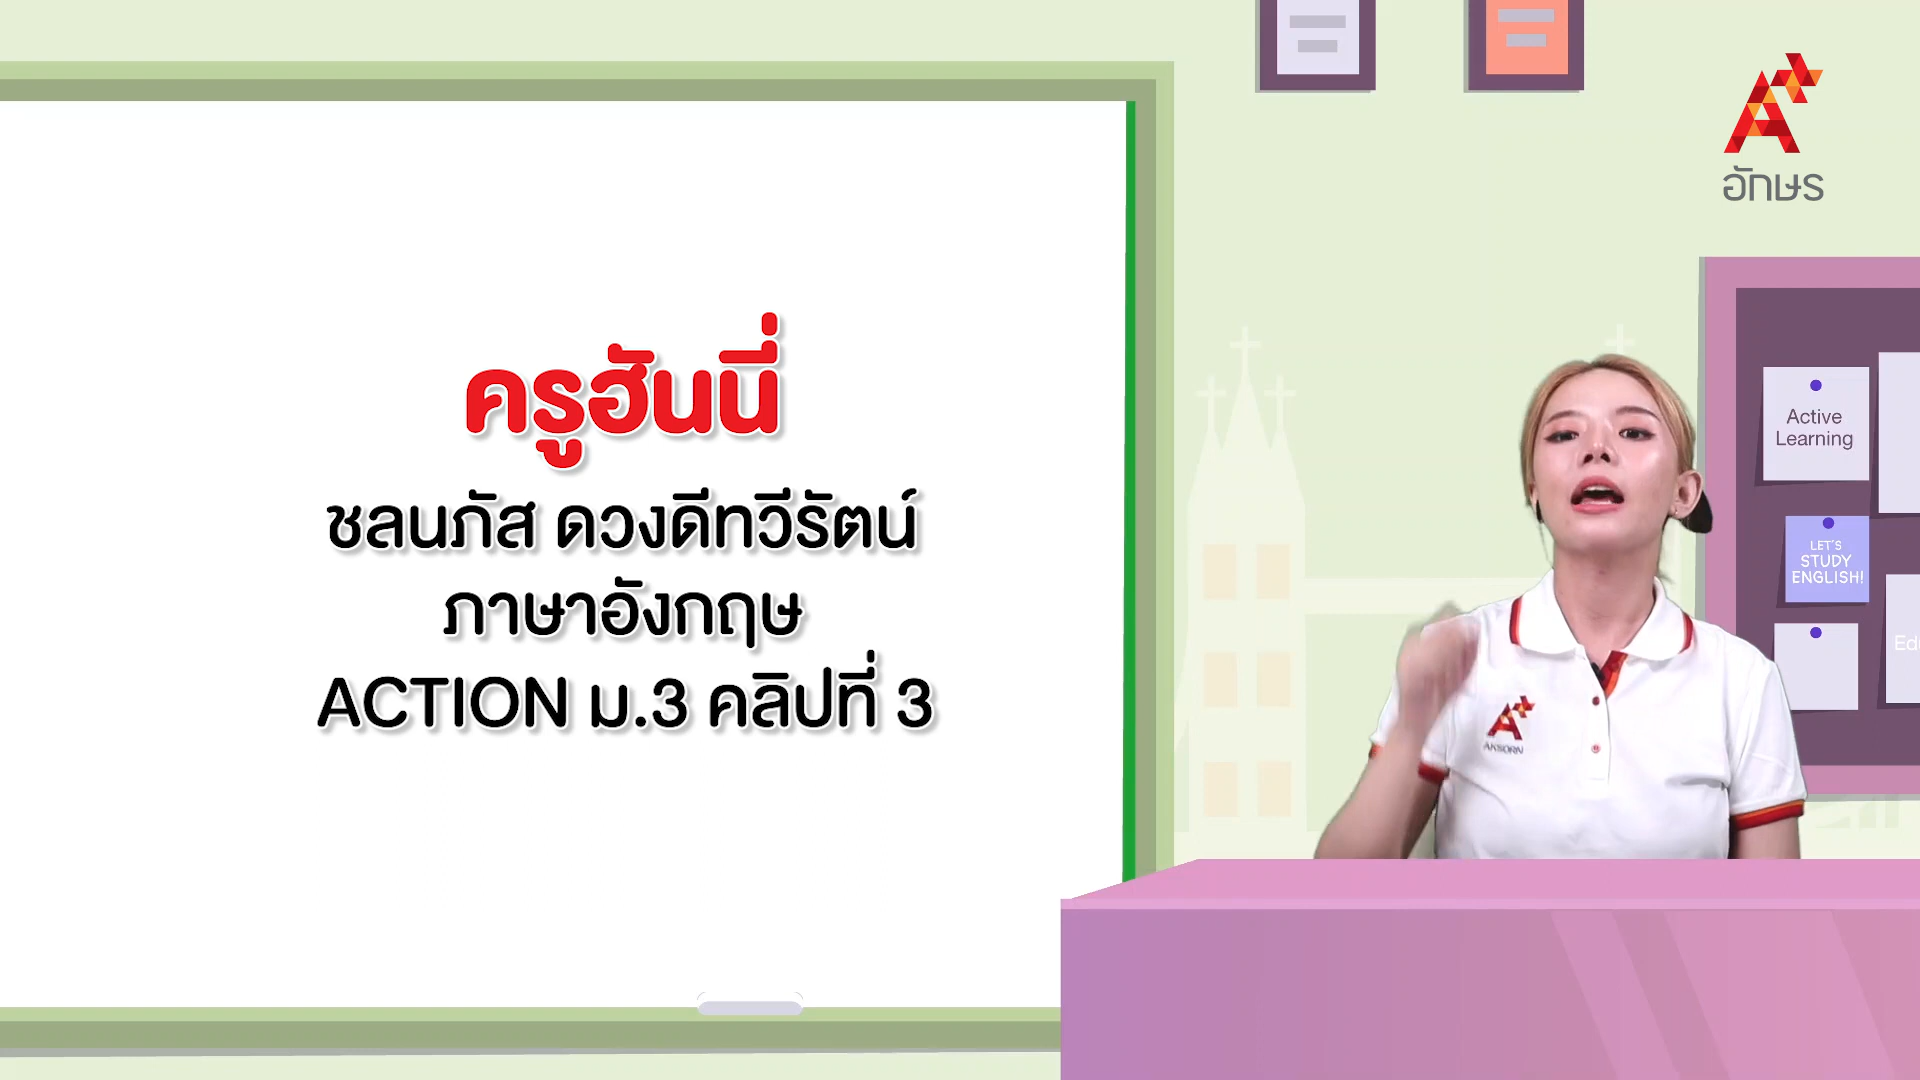 ครูฮันนี่
ชลนภัส ดวงดีทวีรัตน์
ภาษาอังกฤษ
ACTION ม.3 คลิปที่ 3
อักษร
Active
Learning
LET'S
STUDY
ENGLISH!
AKSORN